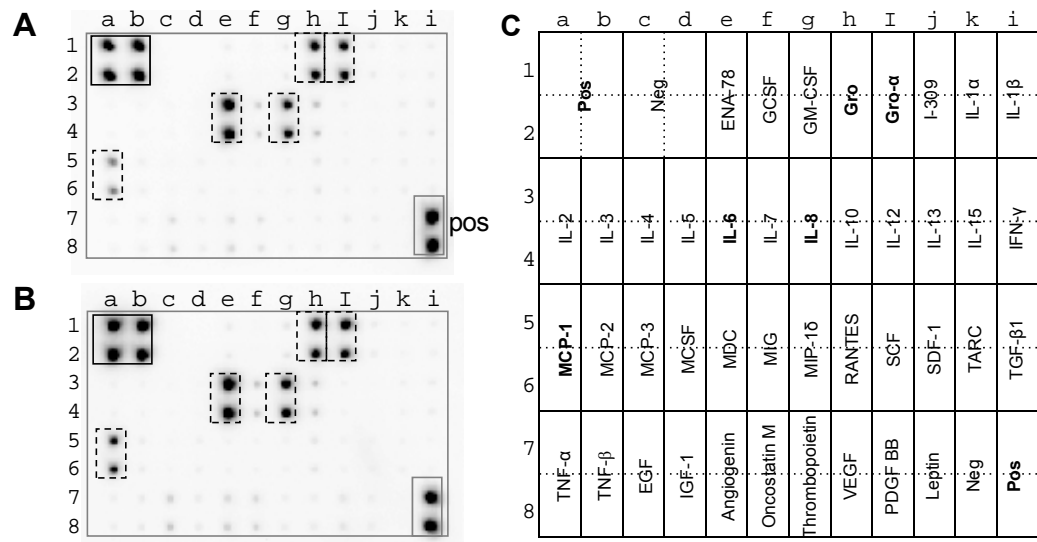 A
a b c d e f g h I j k i
1
2
3
4
5
6
7
8
pos
B
a b c d e f g h I j k i
1
2
3
4
5
6
7
8
C
a b c d e f g h I j k i
1
2
Pos Neg ENA-78 GCSF GM-CSF Gro Gro-α I-309 IL-1α IL-1β
3
4
IL-2 IL-3 IL-4 IL-5 IL-6 IL-7 IL-8 IL-10 IL-12 IL-13 IL-15 IFN-γ
5
6
MCP-1 MCP-2 MCP-3 MCSF MDC MIG MIP-1δ RANTES SCF SDF-1 TARC TGF-β1
7
8
TNF-α TNF-β EGF IGF-1 Angiogenin Oncostatin M Thrombopoietin VEGF PDGF BB Leptin Neg Pos